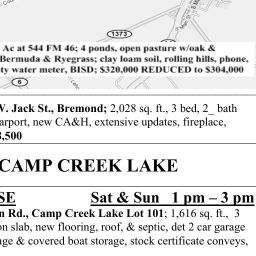 1373
Ac at 544 FM 46; 4 ponds, open pasture w/oak &
Bermuda & Ryegrass; clay loam soil, rolling hills, phone,
ty water meter, BISD; $320,000 REDUCED to $304,000
6
W. Jack St., Bremond; 2,028 sq. ft., 3 bed, 2_ bath
arport, new CA&H, extensive updates, fireplace,
8,500
CAMP CREEK LAKE
SE Sat & Sun 1 pm – 3 pm
n Rd., Camp Creek Lake Lot 101; 1,616 sq. ft., 3
on slab, new flooring, roof, & septic, det 2 car garage
age & covered boat storage, stock certificate conveys,